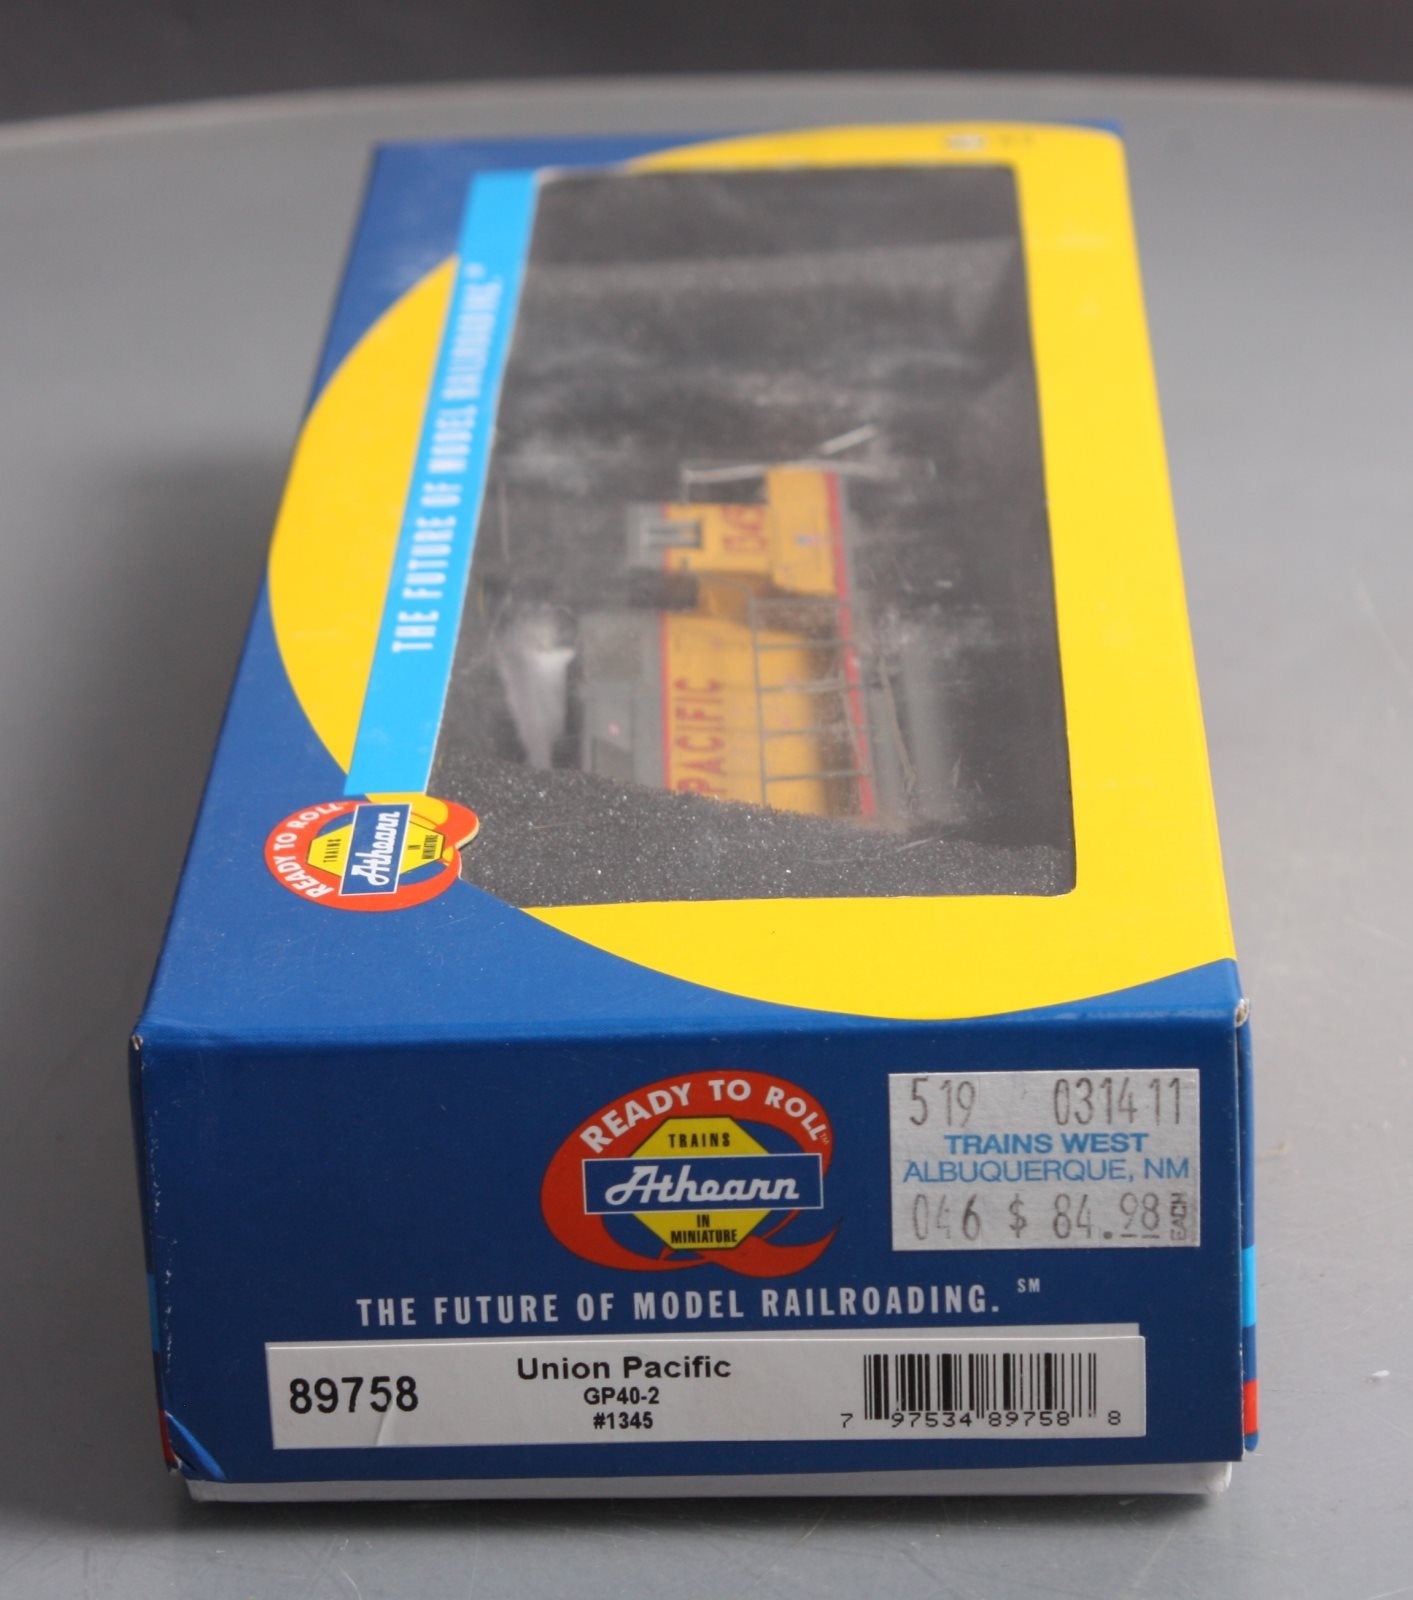 THE FUTURE OF MODEL RAILROADING.
1345
PACIFIC
READY TO ROLL
TRAINS
Athearn
IN
MINIATURE
READY TO ROLL™
TRAINS
Athearn
IN
MINIATURE
519 031411
TRAINS WEST
ALBUQUERQUE, NM
046 $ 84.98 EACH
THE FUTURE OF MODEL RAILROADING. SM
89758
Union Pacific
GP40-2
#1345
7 97534 89758 8